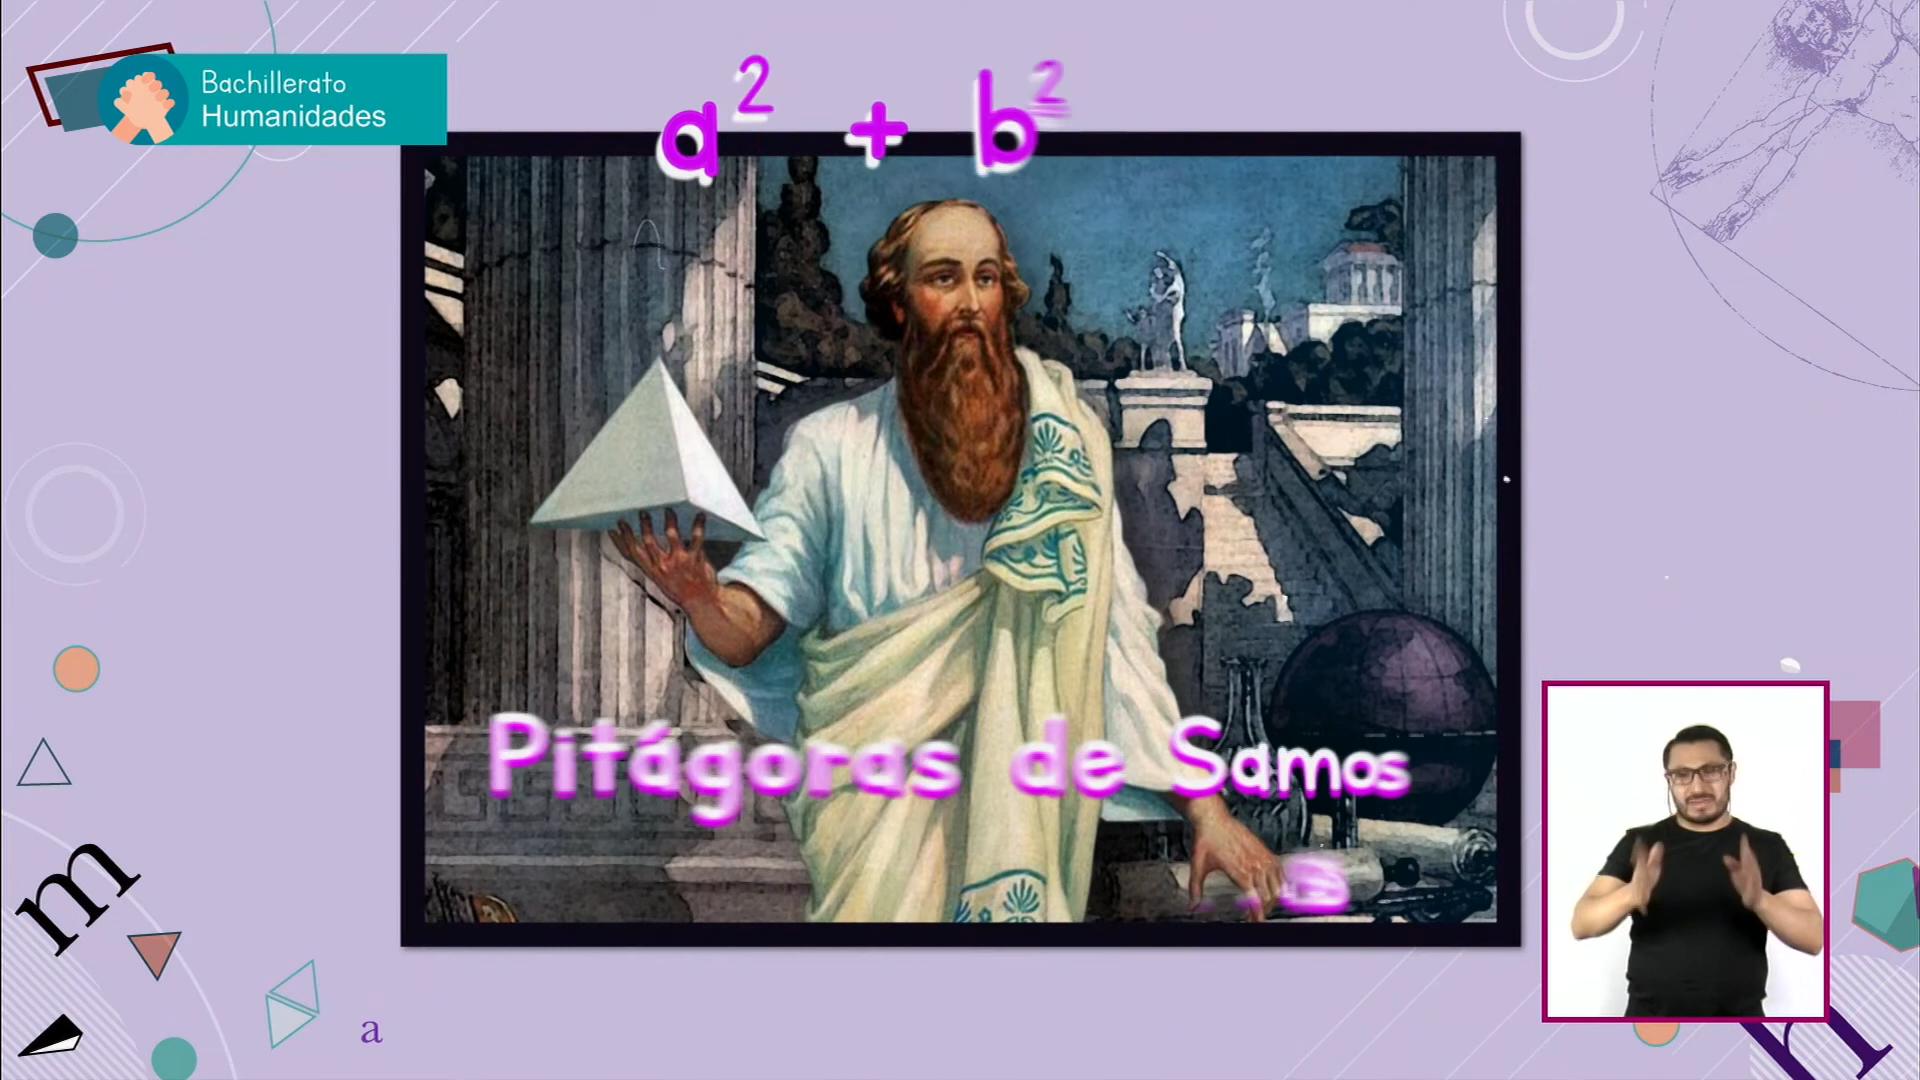 Bachillerato
Humanidades
a² + b²
Pitágoras de Samos
m
a